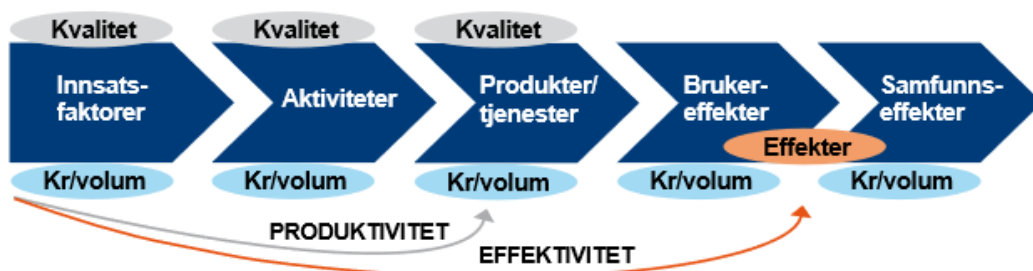 Kvalitet
Kvalitet
Kvalitet
Innsats-
faktorer
Aktiviteter
Produkter/
tjenester
Bruker-
effekter
Samfunns-
effekter
Effekter
Kr/volum
Kr/volum
Kr/volum
Kr/volum
Kr/volum
PRODUKTIVITET
EFFEKTIVITET